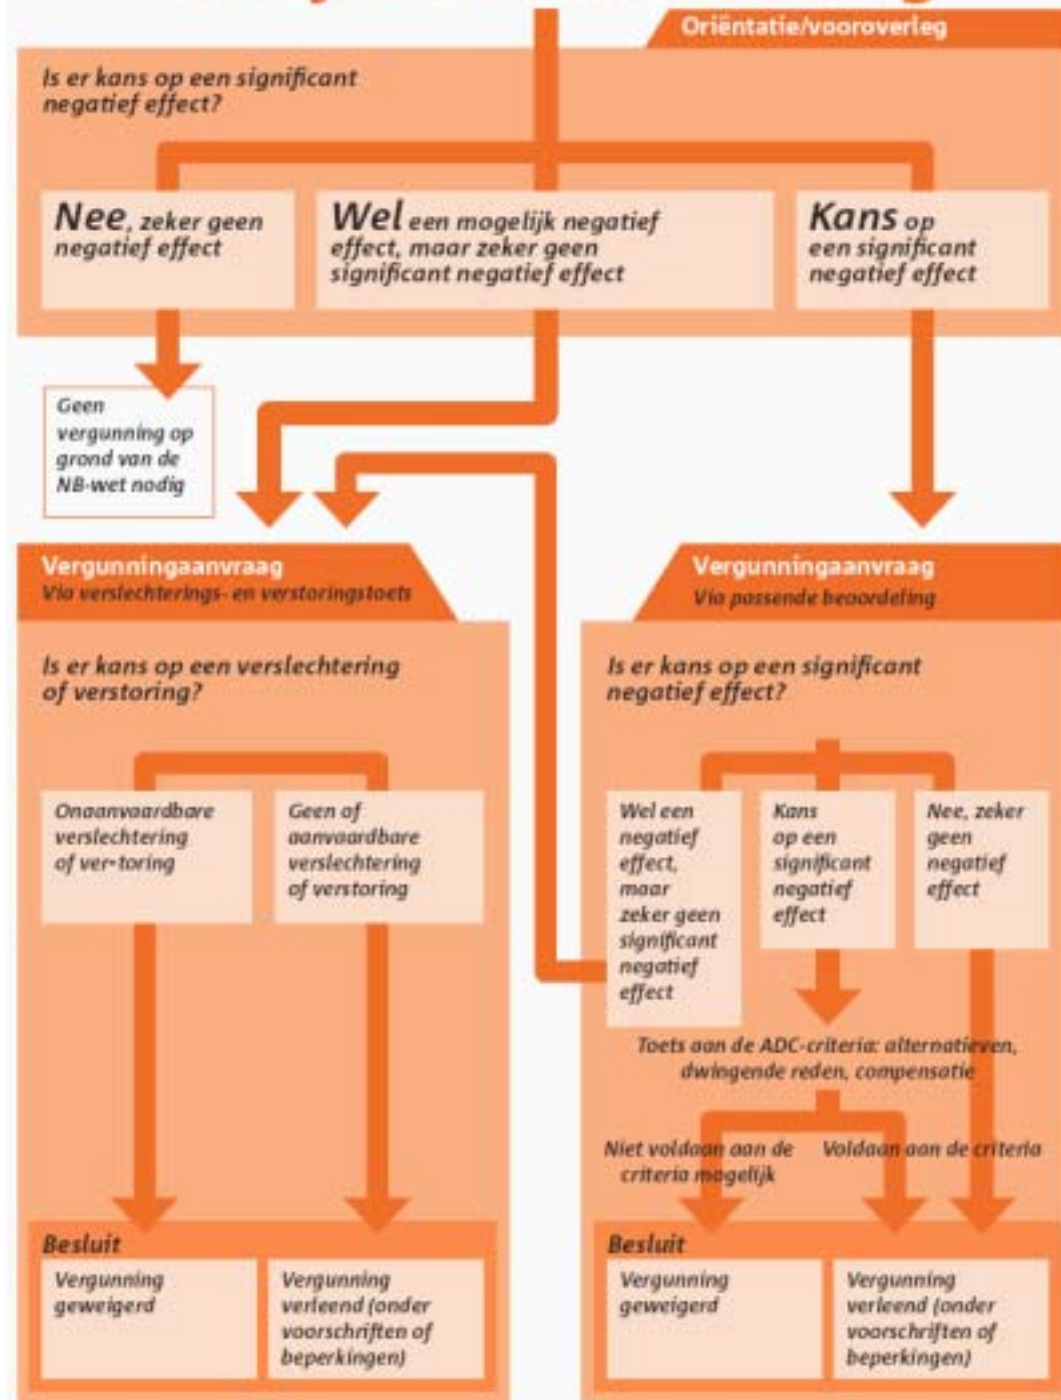 Oriëntatie/vooroverleg
Is er kans op een significant
negatief effect?
Nee, zeker geen
negatief effect
Wel een mogelijk negatief
effect, maar zeker geen
significant negatief effect
Kans op
een significant
negatief effect
Geen
vergunning op
grond van de
NB-wet nodig
Vergunningaanvraag
Via verslechterings- en verstoringstoets
Is er kans op een verslechtering
of verstoring?
Onaanvaardbare
verslechtering
of ver-toring
Geen of
aanvaardbare
verslechtering
of verstoring
Besluit
Vergunning
geweigerd
Vergunning
verleend (onder
voorschriften of
beperkingen)
Vergunningaanvraag
Via passende beoordeling
Is er kans op een significant
negatief effect?
Wel een
negatief
effect,
maar
zeker geen
significant
negatief
effect
Kans
op een
significant
negatief
effect
Nee, zeker
geen
negatief
effect
Toets aan de ADC-criteria: alternatieven,
dwingende reden, compensatie
Niet voldaan aan de
criteria mogelijk
Voldaan aan de criteria
Besluit
Vergunning
geweigerd
Vergunning
verleend (onder
voorschriften of
beperkingen)